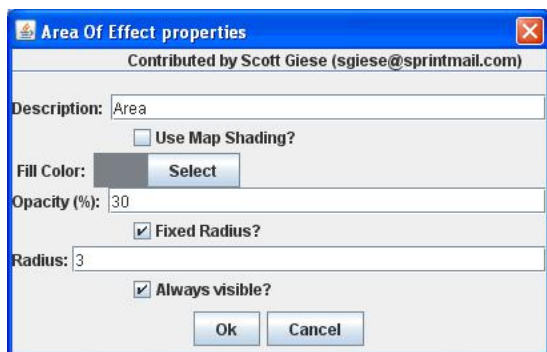 Area Of Effect properties
Contributed by Scott Giese (sgiese@sprintmail.com)
Description: Area
Use Map Shading?
Fill Color: Select
Opacity (%): 30
Fixed Radius?
Radius: 3
Always visible?
Ok Cancel